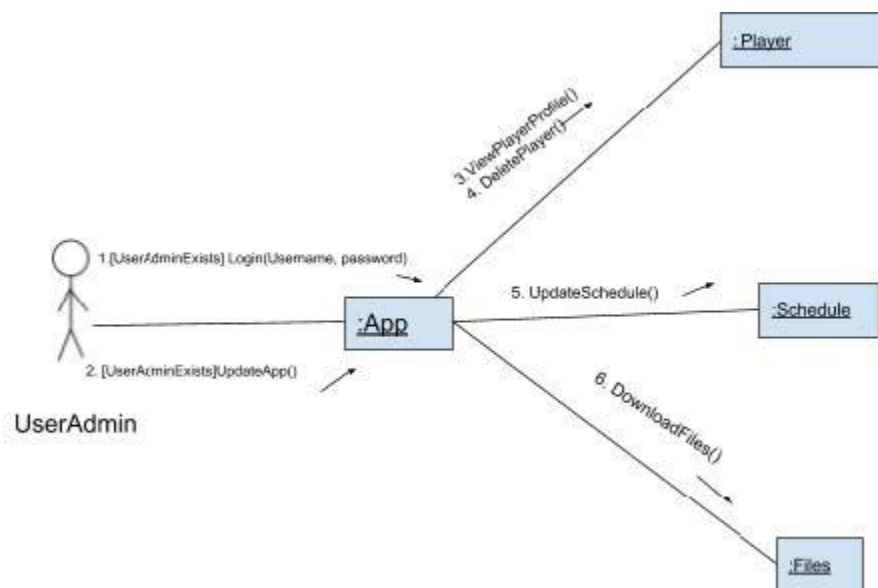 :Player
3.ViewPlayerProfile()
4. DeletePlayer()
1.[UserAdminExists] Login(Username, password)
5. UpdateSchedule()
:Schedule
:App
2. [UserAdminExists]UpdateApp()
6. DownloadFiles()
UserAdmin
:Files